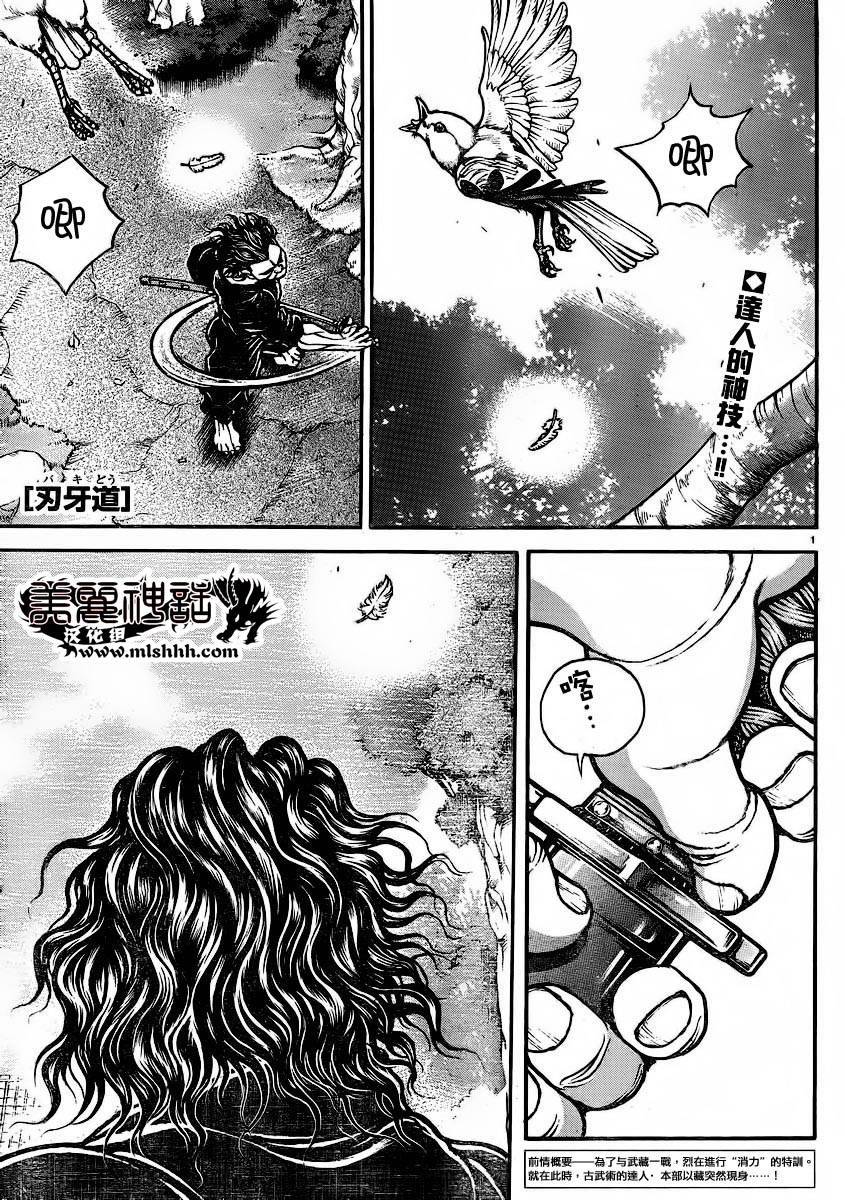 唧
◆達人的神技…!!
唧
バキどう
[刃牙道]
1
喀…
美麗神話
汉化组
www.mlshhh.com
前情概要——為了与武藏一戰，烈在進行“消力”的特訓。
就在此時，古武術的達人・本部以藏突然現身……！